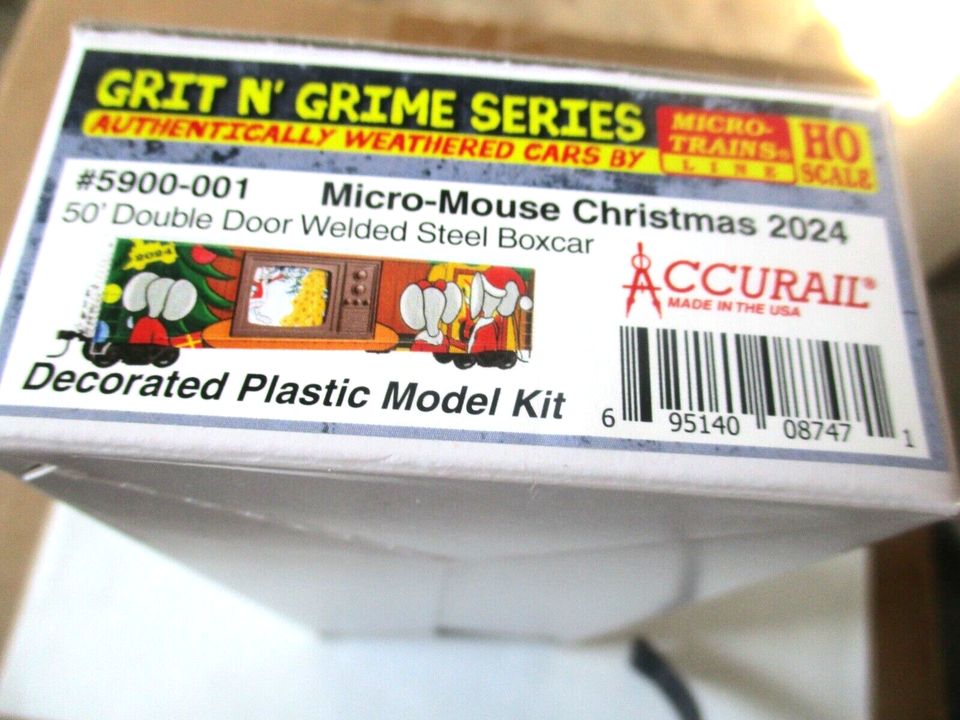 GRIT N' GRIME SERIES
AUTHENTICALLY WEATHERED CARS BY
MICRO-
TRAINS®
LINE
HO
SCALE
#5900-001 Micro-Mouse Christmas 2024
50' Double Door Welded Steel Boxcar
2024
ACCURAIL®
MADE IN THE USA
Decorated Plastic Model Kit
6 95140 08747 1